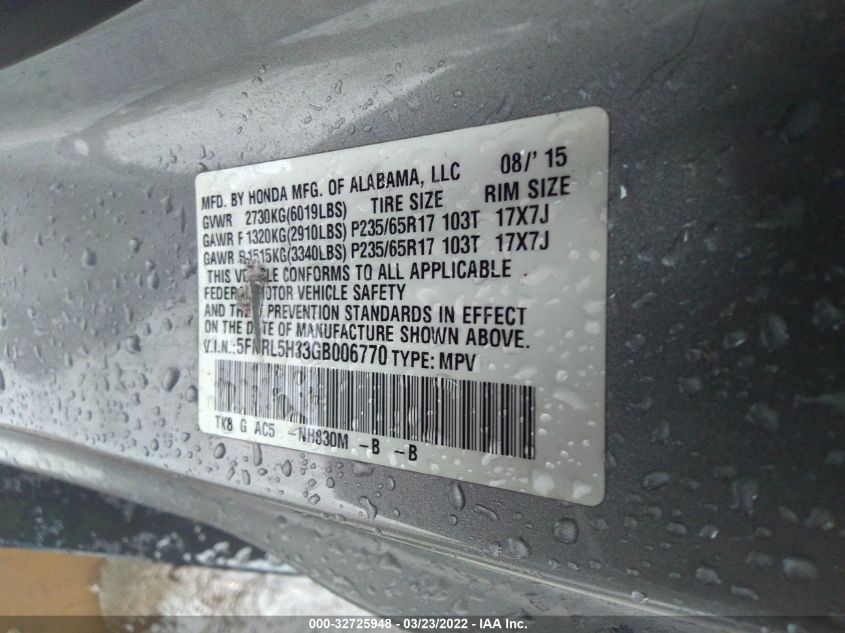 MFD. BY HONDA MFG. OF ALABAMA, LLC 08/' 15
GVWR 2730KG(6019LBS) TIRE SIZE RIM SIZE
GAWR F 1320KG(2910LBS) P235/65R17 103T 17X7J
GAWR R 1515KG(3340LBS) P235/65R17 103T 17X7J
THIS VEHICLE CONFORMS TO ALL APPLICABLE
FEDERAL MOTOR VEHICLE SAFETY
AND THEFT PREVENTION STANDARDS IN EFFECT
ON THE DATE OF MANUFACTURE SHOWN ABOVE.
V.I.N.:5FNRL5H33GB006770 TYPE: MPV
TK8 G AC5 -NH830M -B -B
000-32725948 — 03/23/2022 — IAA Inc.